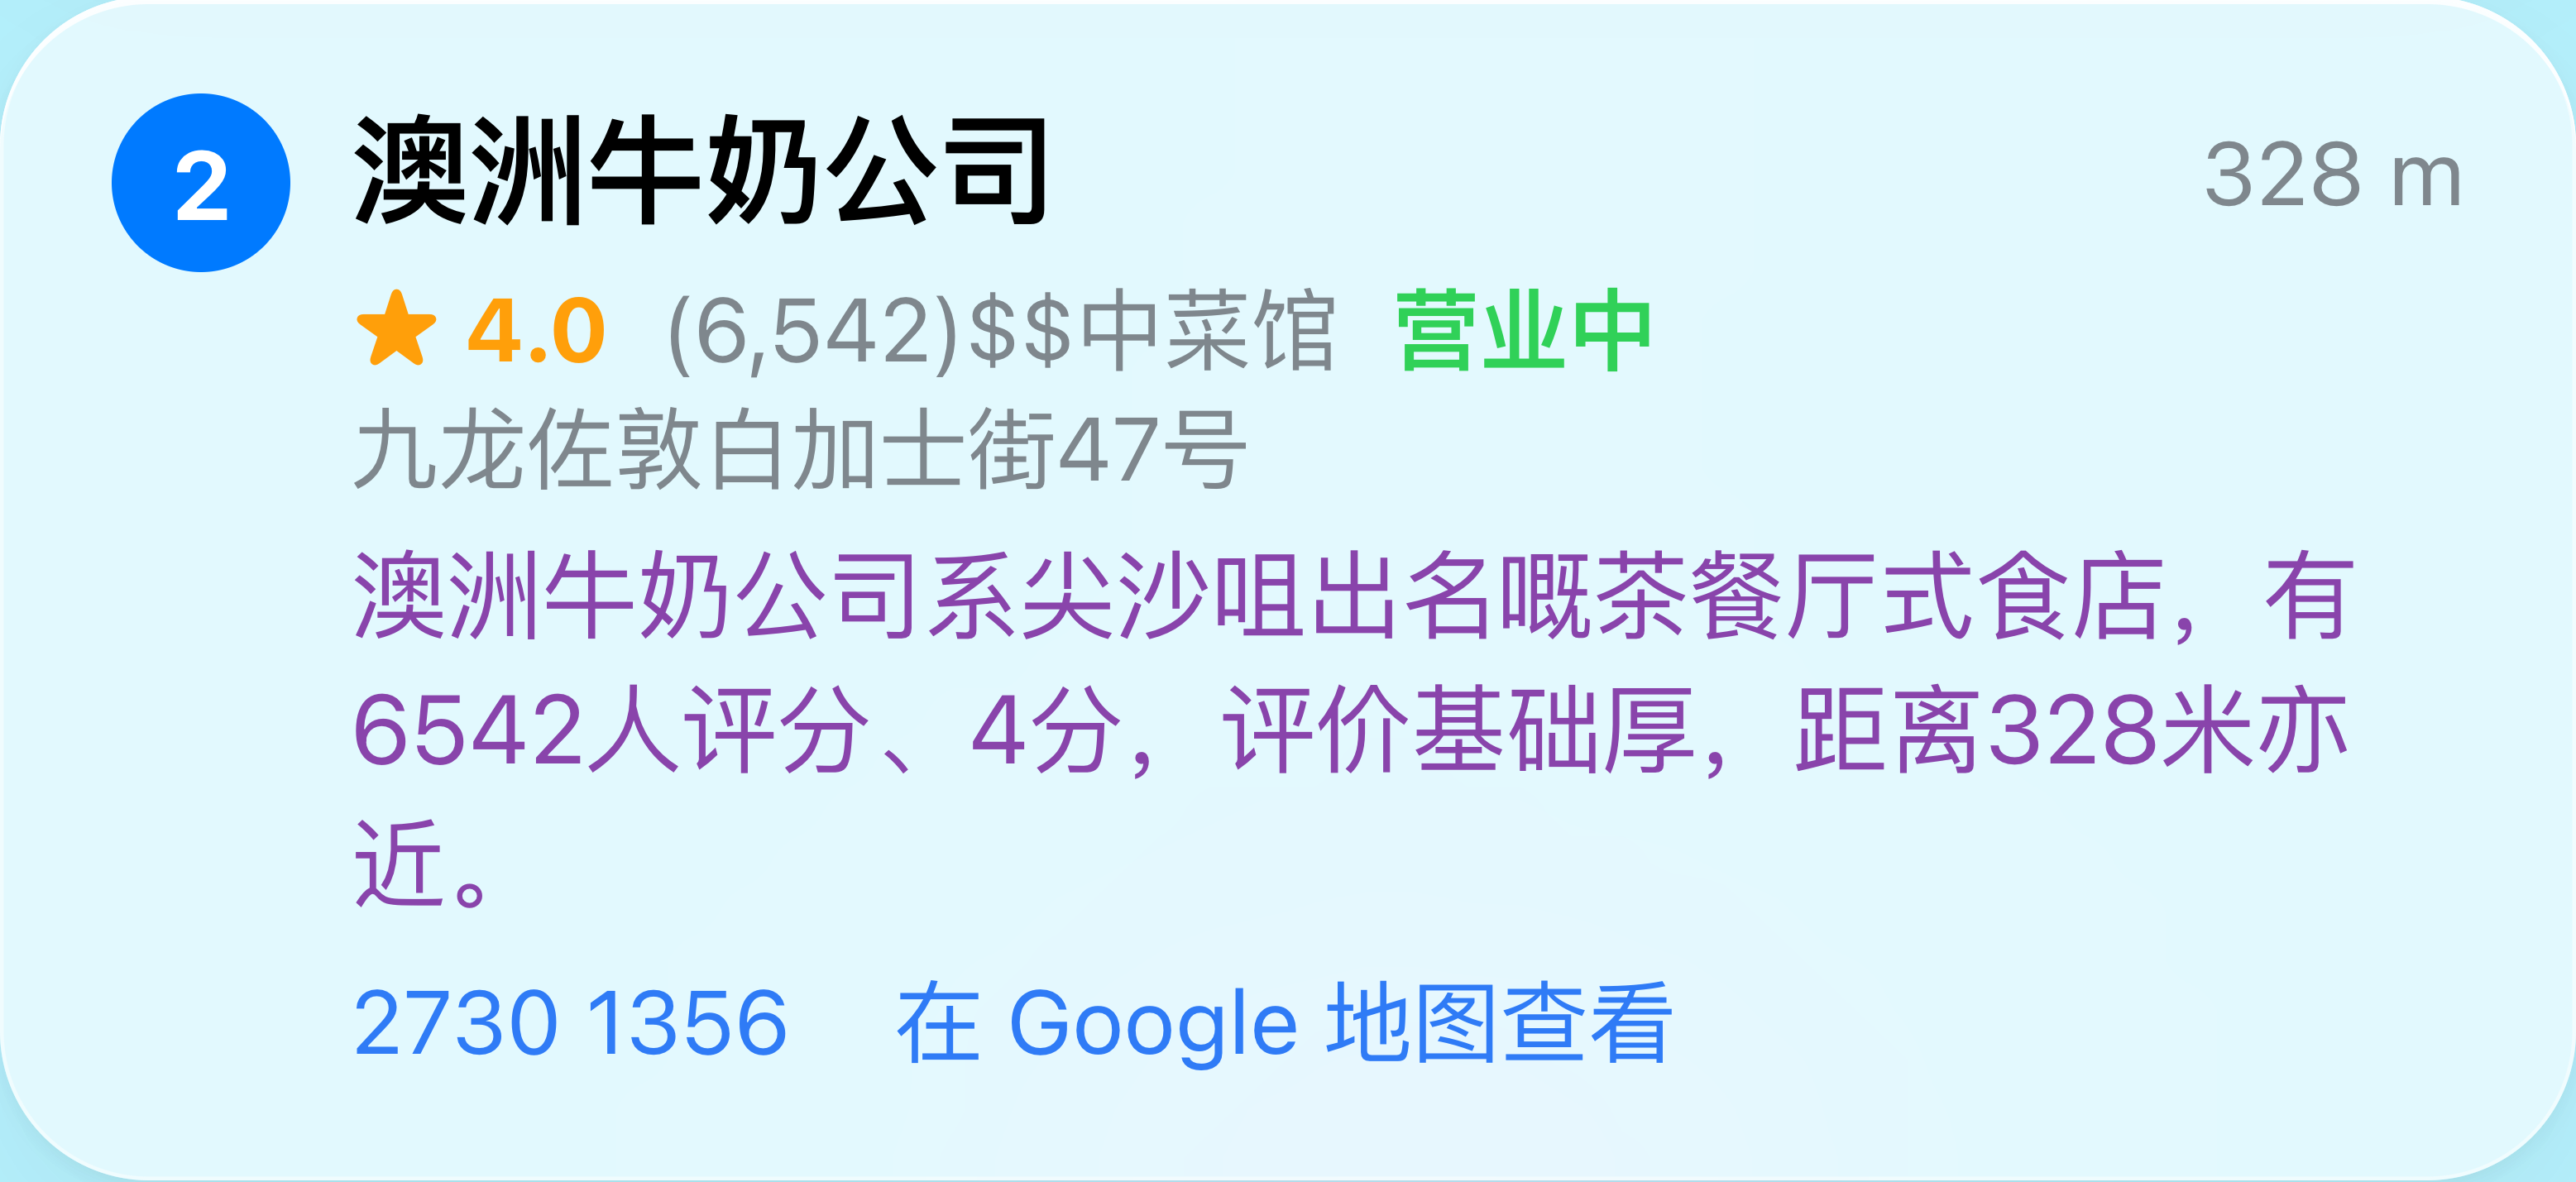 2
澳洲牛奶公司
328 m
4.0 (6,542)$$中菜馆 营业中
九龙佐敦白加士街47号
澳洲牛奶公司系尖沙咀出名嘅茶餐厅式食店，有
6542人评分、4分，评价基础厚，距离328米亦
近。
2730 1356 在 Google 地图查看